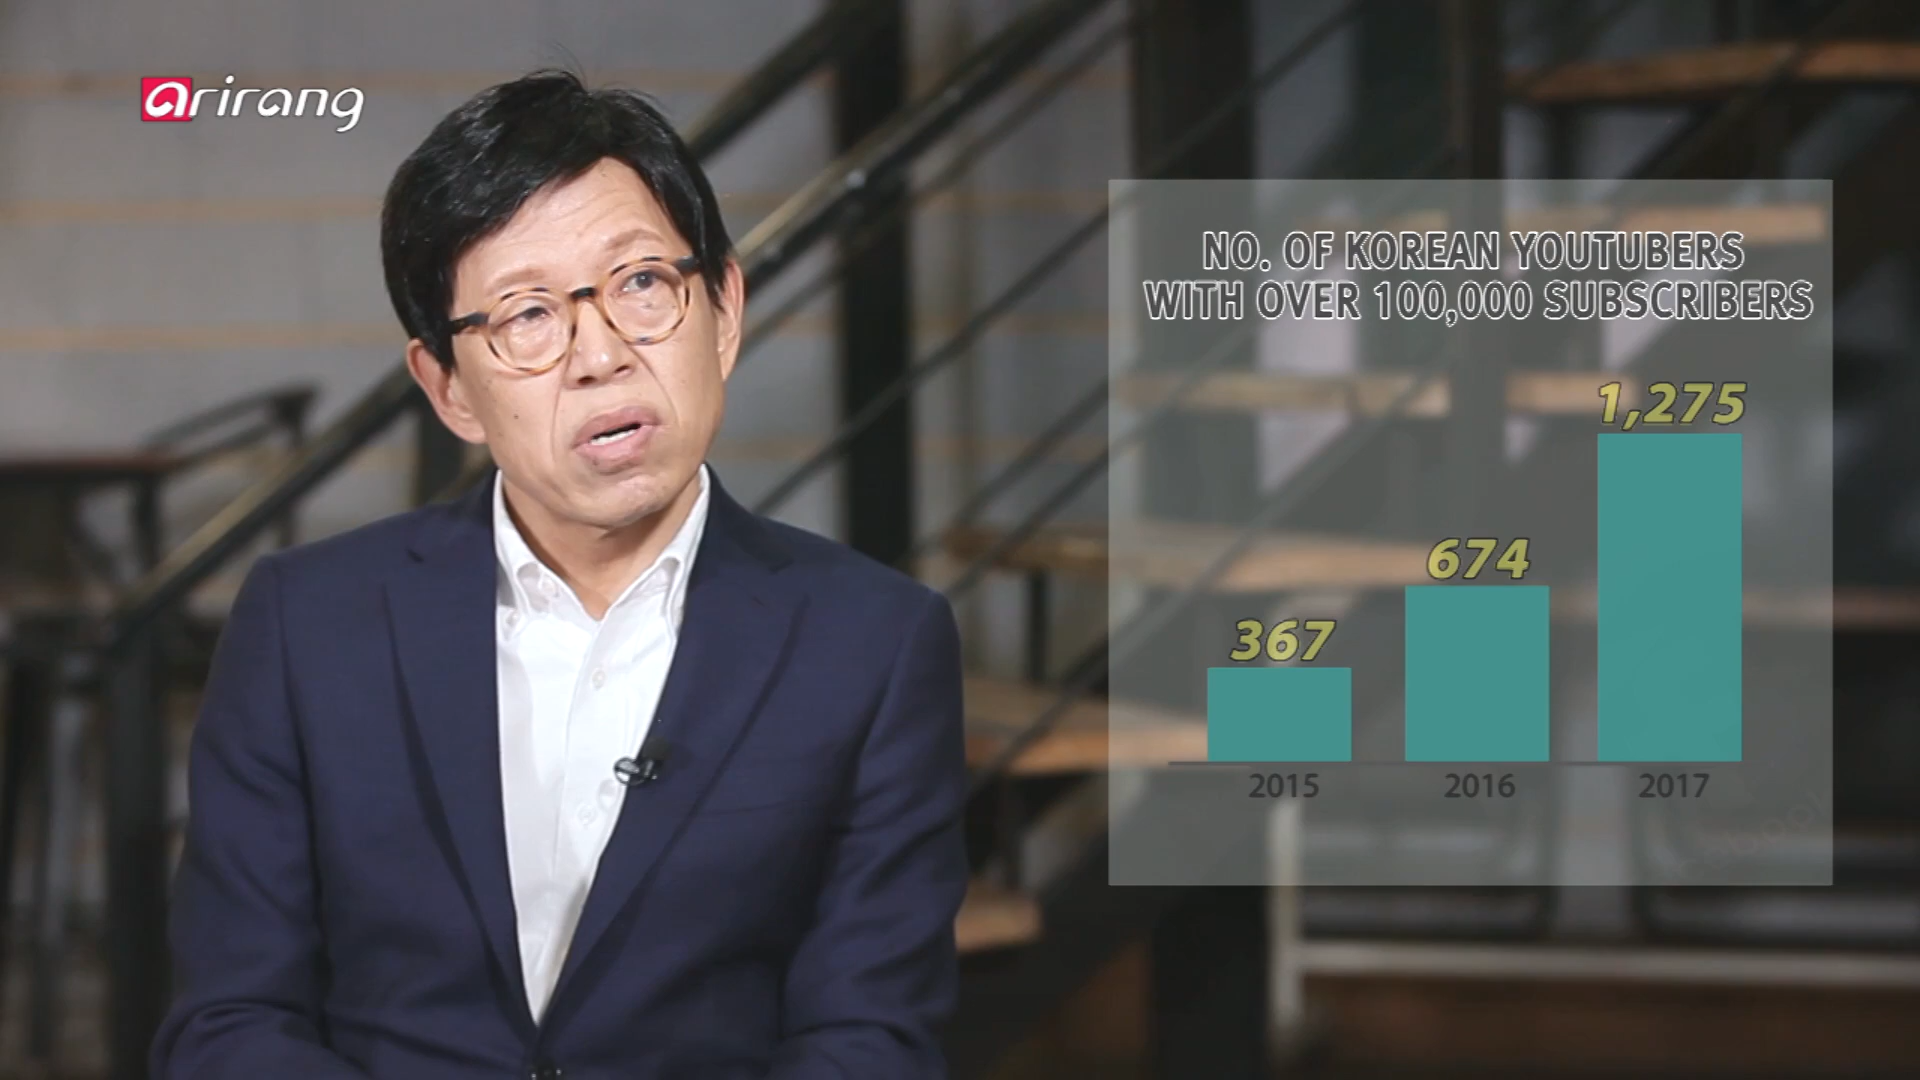 arirang
NO. OF KOREAN YOUTUBERS
WITH OVER 100,000 SUBSCRIBERS
1,275
674
367
2015 2016 2017